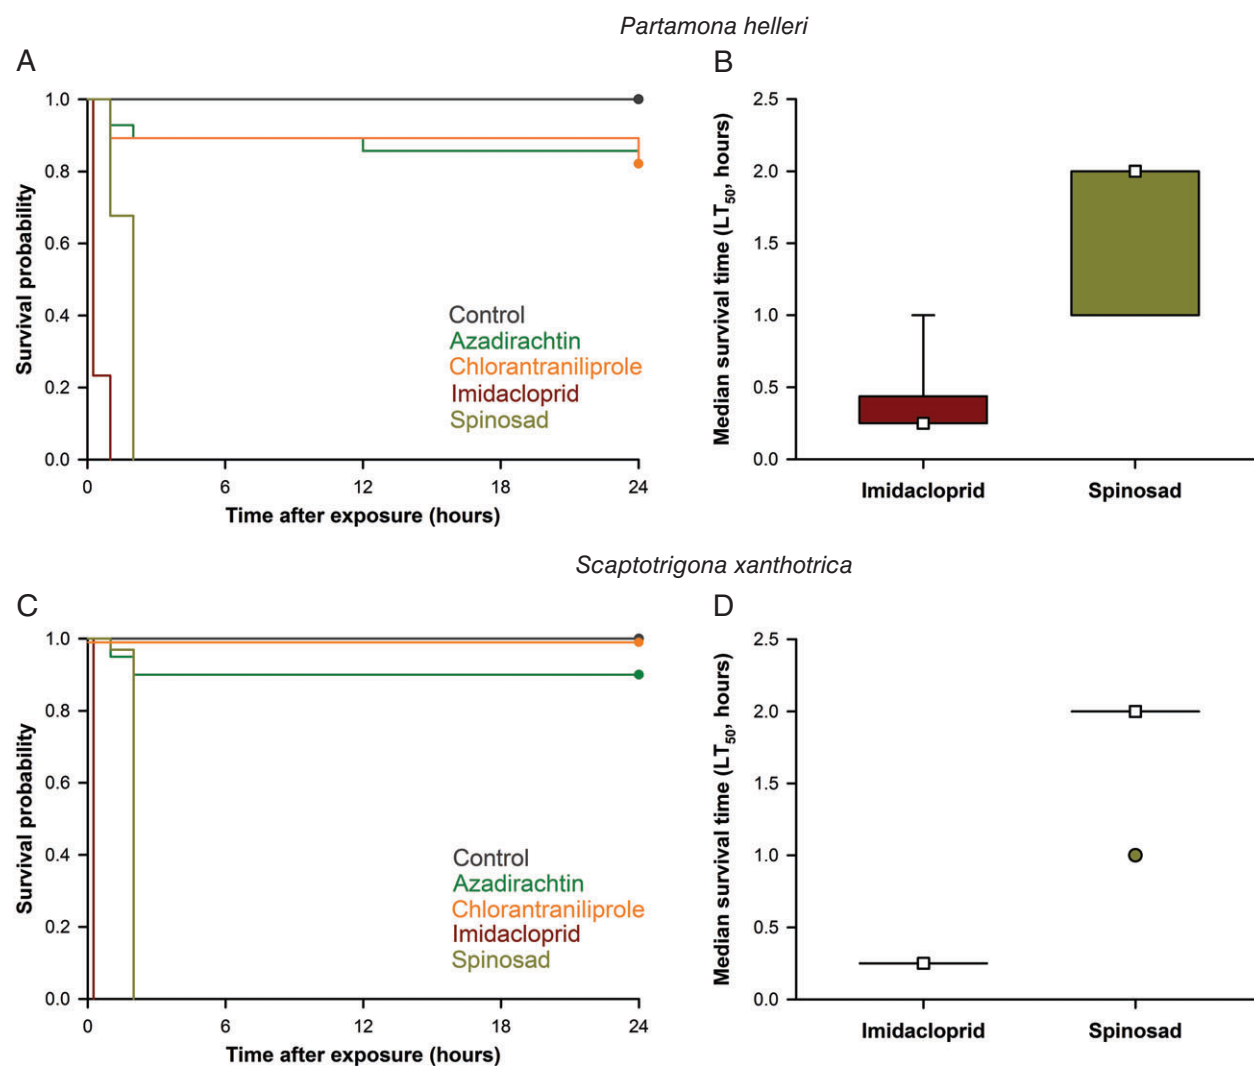 Partamona helleri
A
B
1.0
0.8
0.6
0.4
0.2
0.0
Survival probability
Control
Azadirachtin
Chlorantraniliprole
Imidacloprid
Spinosad
0 6 12 18 24
Time after exposure (hours)
2.5
2.0
1.5
1.0
0.5
0.0
Median survival time (LT50, hours)
Imidacloprid Spinosad
Scaptotrigona xanthotrica
C
D
1.0
0.8
0.6
0.4
0.2
0.0
Survival probability
Control
Azadirachtin
Chlorantraniliprole
Imidacloprid
Spinosad
0 6 12 18 24
Time after exposure (hours)
2.5
2.0
1.5
1.0
0.5
0.0
Median survival time (LT50, hours)
Imidacloprid Spinosad